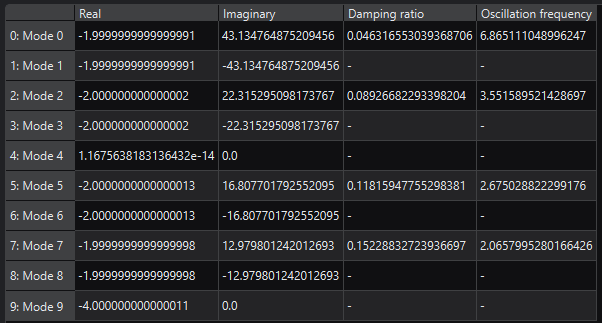 Real Imaginary Damping ratio Oscillation frequency
0: Mode 0 -1.9999999999999991 43.134764875209456 0.046316553039368706 6.865111048996247
1: Mode 1 -1.9999999999999991 -43.134764875209456 - -
2: Mode 2 -2.000000000000002 22.315295098173767 0.08926682293398204 3.551589521428697
3: Mode 3 -2.000000000000002 -22.315295098173767 - -
4: Mode 4 1.1675638183136432e-14 0.0 - -
5: Mode 5 -2.0000000000000013 16.807701792552095 0.11815947755298381 2.675028822299176
6: Mode 6 -2.0000000000000013 -16.807701792552095 - -
7: Mode 7 -1.9999999999999998 12.979801242012693 0.15228832723936697 2.0657995280166426
8: Mode 8 -1.9999999999999998 -12.979801242012693 - -
9: Mode 9 -4.000000000000011 0.0 - -